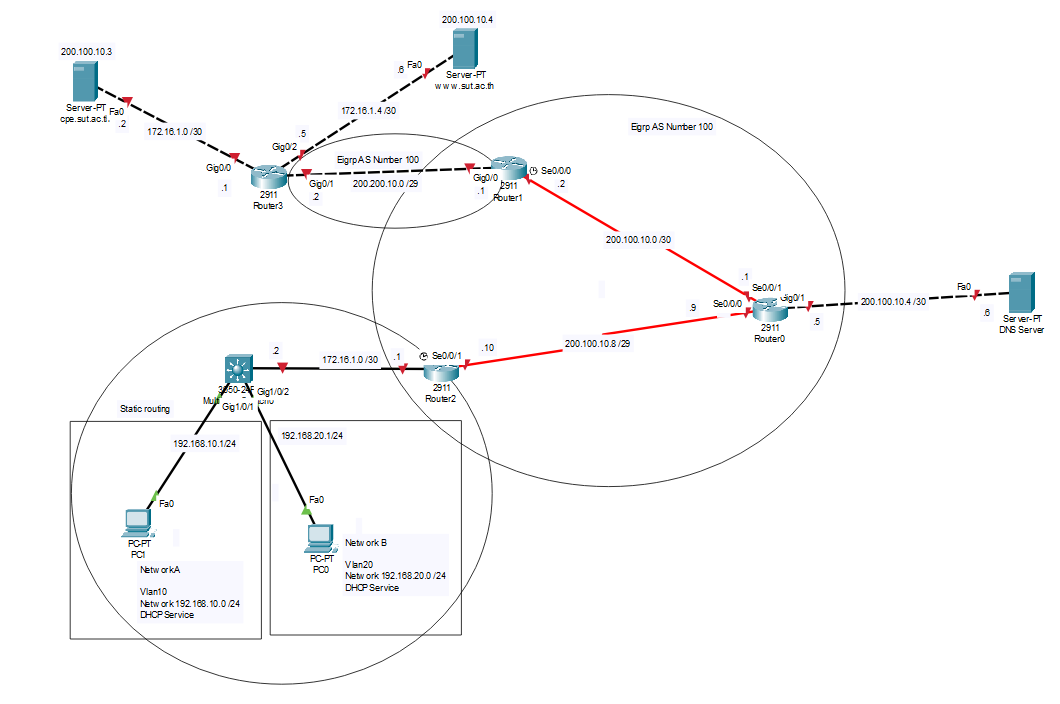 200.100.10.4
200.100.10.3
Fa0
.6
Server-PT
www.sut.ac.th
Server-PT
cpe.sut.ac.t
Fa0
.2
172.16.1.4 /30
172.16.1.0 /30
.5
Gig0/2
Eigrp AS Number 100
Eigrp AS Number 100
Gig0/0
.1
2911
Router3
Gig0/1
.2
200.200.10.0 /29
Gig0/0
.1
2911
Router1
Se0/0/0
.2
200.100.10.0 /30
.1
Se0/0/1
Gig0/1
Se0/0/0
.9
.5
2911
Router0
200.100.10.4 /30
Fa0
.6
Server-PT
DNS Server
200.100.10.8 /29
.10
Se0/0/1
.1
2911
Router2
172.16.1.0 /30
.2
Gig1/0/2
Gig1/0/1
Static routing
192.168.10.1/24
192.168.20.1/24
Fa0
PC-PT
PC1
Fa0
PC-PT
PC0
Network A
Vlan10
Network 192.168.10.0 /24
DHCP Service
Network B
Vlan20
Network 192.168.20.0 /24
DHCP Service